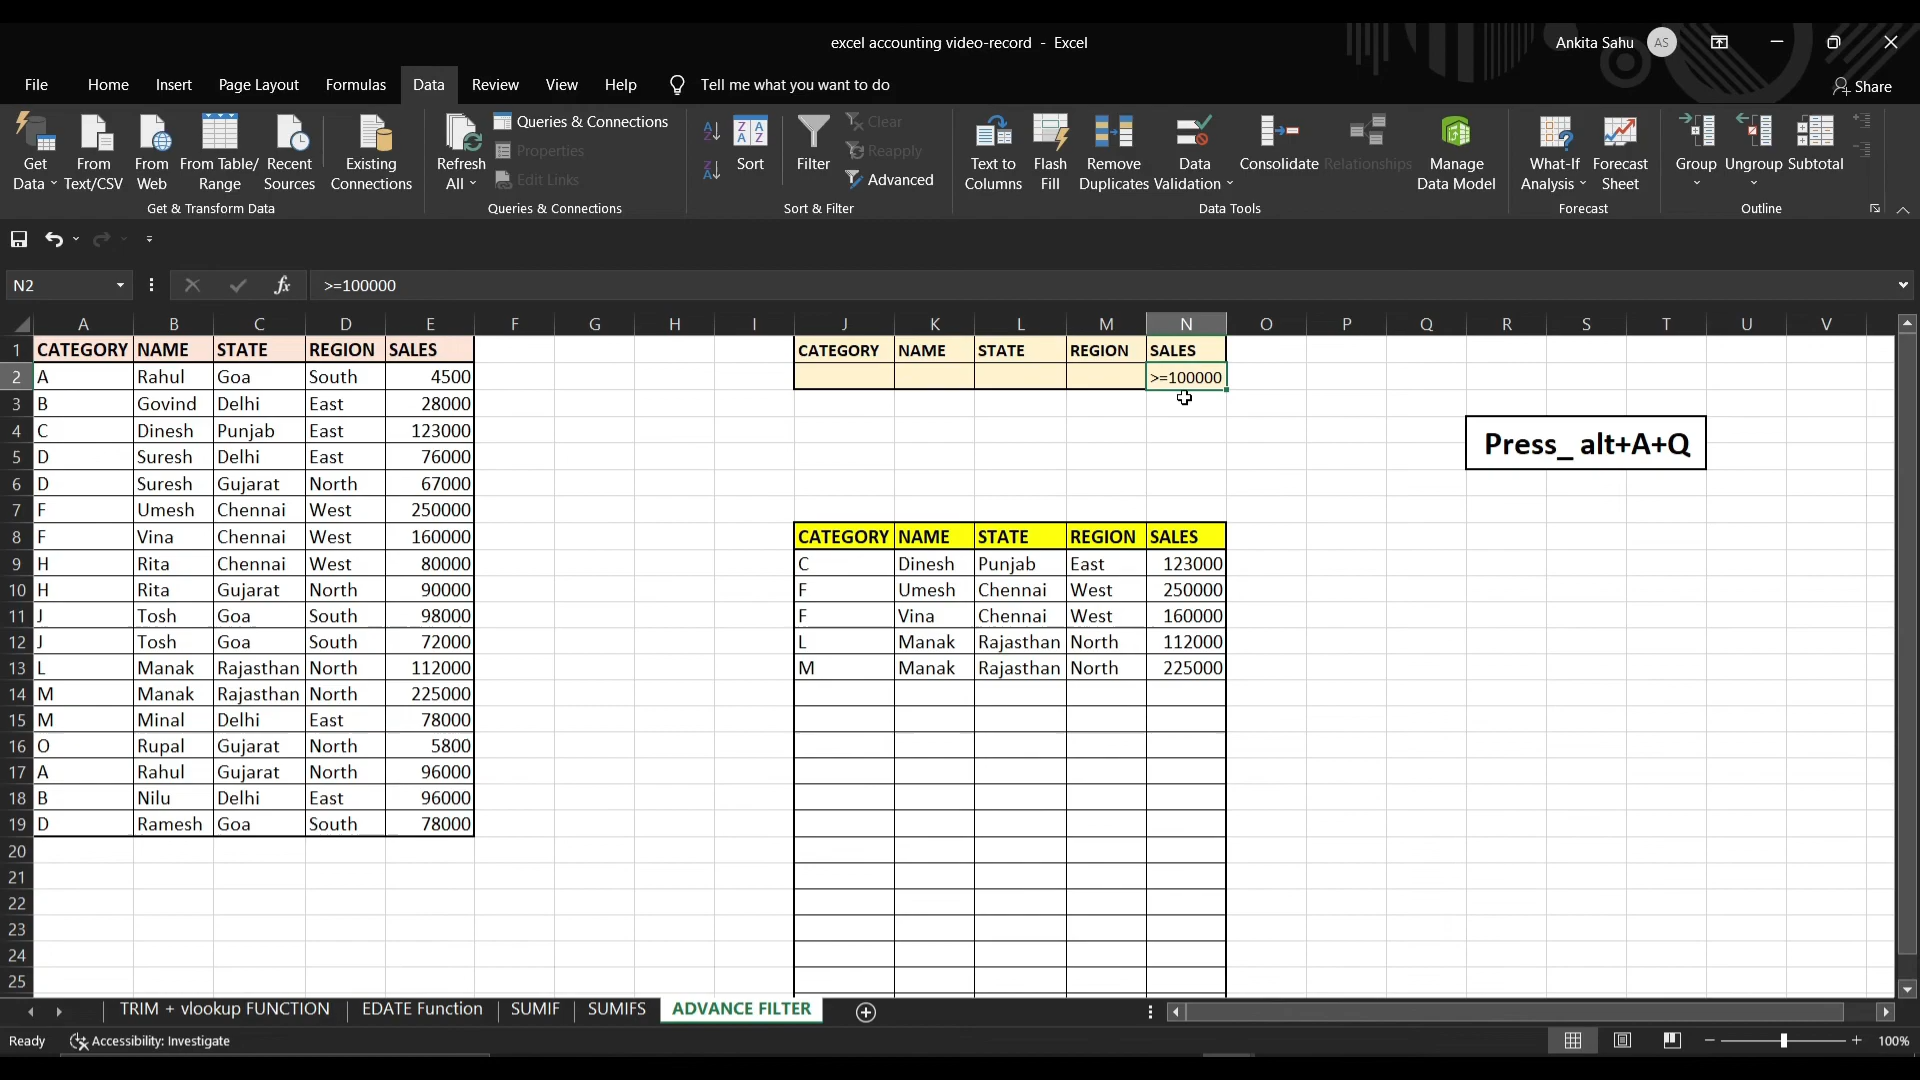 excel accounting video-record - Excel
Ankita Sahu AS
File Home Insert Page Layout Formulas Data Review View Help Tell me what you want to do
Share
Get Data
From Text/CSV
From Web
From Table/ Range
Recent Sources
Existing Connections
Get & Transform Data
Refresh All
Queries & Connections
Properties
Edit Links
Queries & Connections
Sort
Filter
Clear
Reapply
Advanced
Sort & Filter
Text to Columns
Flash Fill
Remove Duplicates
Data Validation
Consolidate
Relationships
Manage Data Model
Data Tools
What-If Analysis
Forecast Sheet
Forecast
Group
Ungroup
Subtotal
Outline
N2 fx >=100000
A B C D E F G H I J K L M N O P Q R S T U V
1 CATEGORY NAME STATE REGION SALES CATEGORY NAME STATE REGION SALES
2 A Rahul Goa South 4500 >=100000
3 B Govind Delhi East 28000
4 C Dinesh Punjab East 123000
Press_ alt+A+Q
5 D Suresh Delhi East 76000
6 D Suresh Gujarat North 67000
7 F Umesh Chennai West 250000
8 F Vina Chennai West 160000 CATEGORY NAME STATE REGION SALES
9 H Rita Chennai West 80000 C Dinesh Punjab East 123000
10 H Rita Gujarat North 90000 F Umesh Chennai West 250000
11 J Tosh Goa South 98000 F Vina Chennai West 160000
12 J Tosh Goa South 72000 L Manak Rajasthan North 112000
13 L Manak Rajasthan North 112000 M Manak Rajasthan North 225000
14 M Manak Rajasthan North 225000
15 M Minal Delhi East 78000
16 O Rupal Gujarat North 5800
17 A Rahul Gujarat North 96000
18 B Nilu Delhi East 96000
19 D Ramesh Goa South 78000
20
21
22
23
24
25
TRIM + vlookup FUNCTION EDATE Function SUMIF SUMIFS ADVANCE FILTER
Ready Accessibility: Investigate 100%